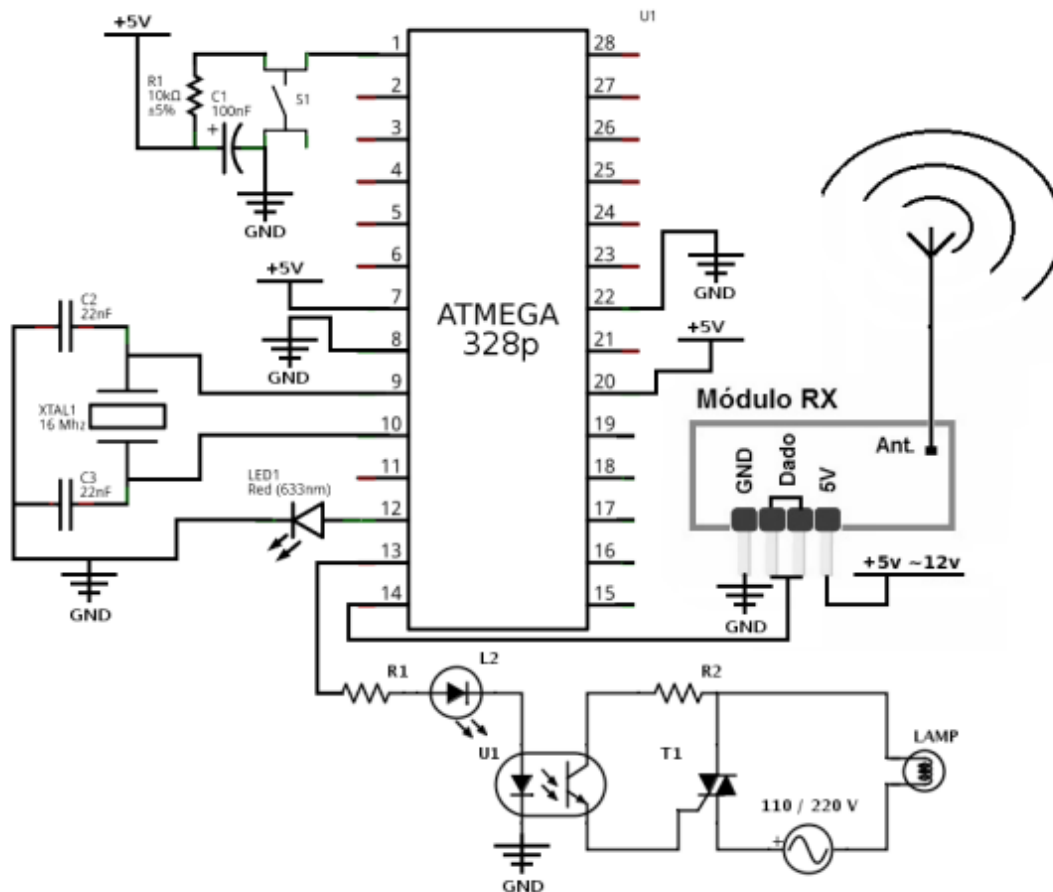 U1
+5V
R1
10kΩ
±5%
C1
100nF
+
S1
GND
1
2
3
4
5
6
7
8
9
10
11
12
13
14
28
27
26
25
24
23
22
21
20
19
18
17
16
15
ATMEGA
328p
+5V
GND
GND
+5V
C2
22nF
XTAL1
16 Mhz
C3
22nF
LED1
Red (633nm)
GND
Módulo RX
Ant.
GND
Dado
5V
+5v ~12v
GND
R1
L2
R2
U1
T1
LAMP
110 / 220 V
+
GND